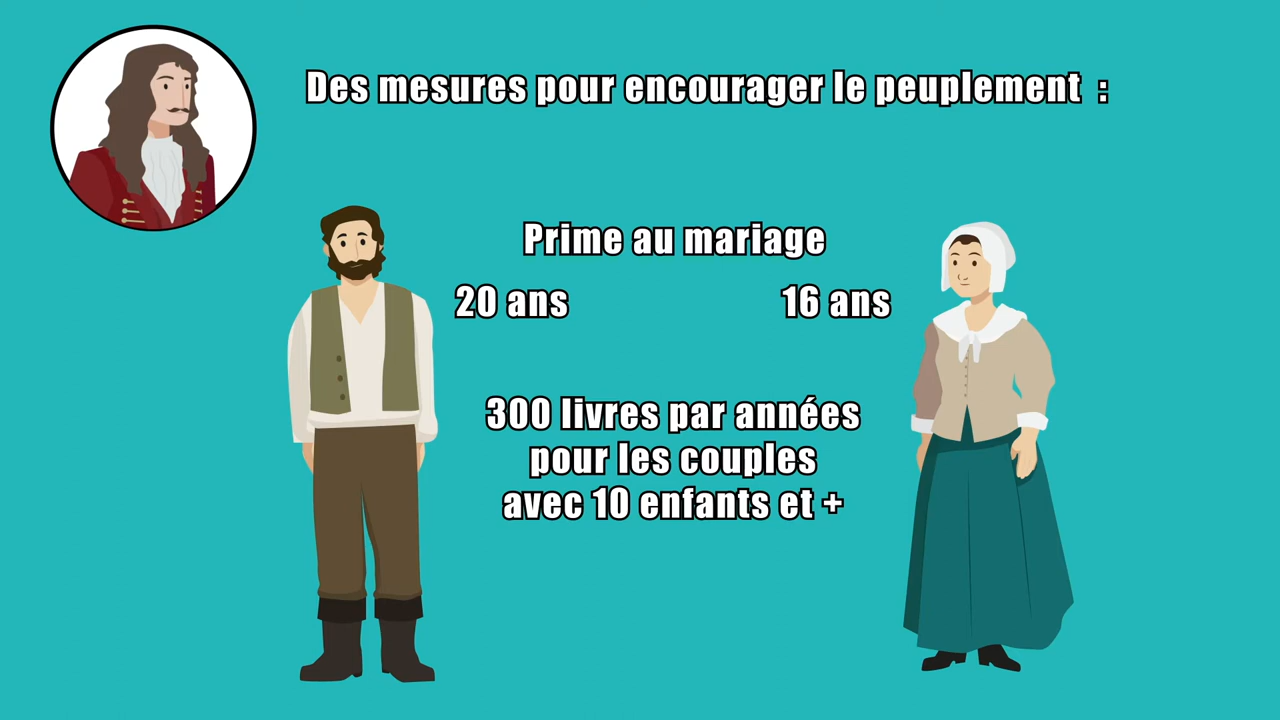 Des mesures pour encourager le peuplement :
Prime au mariage
20 ans
16 ans
300 livres par années
pour les couples
avec 10 enfants et +